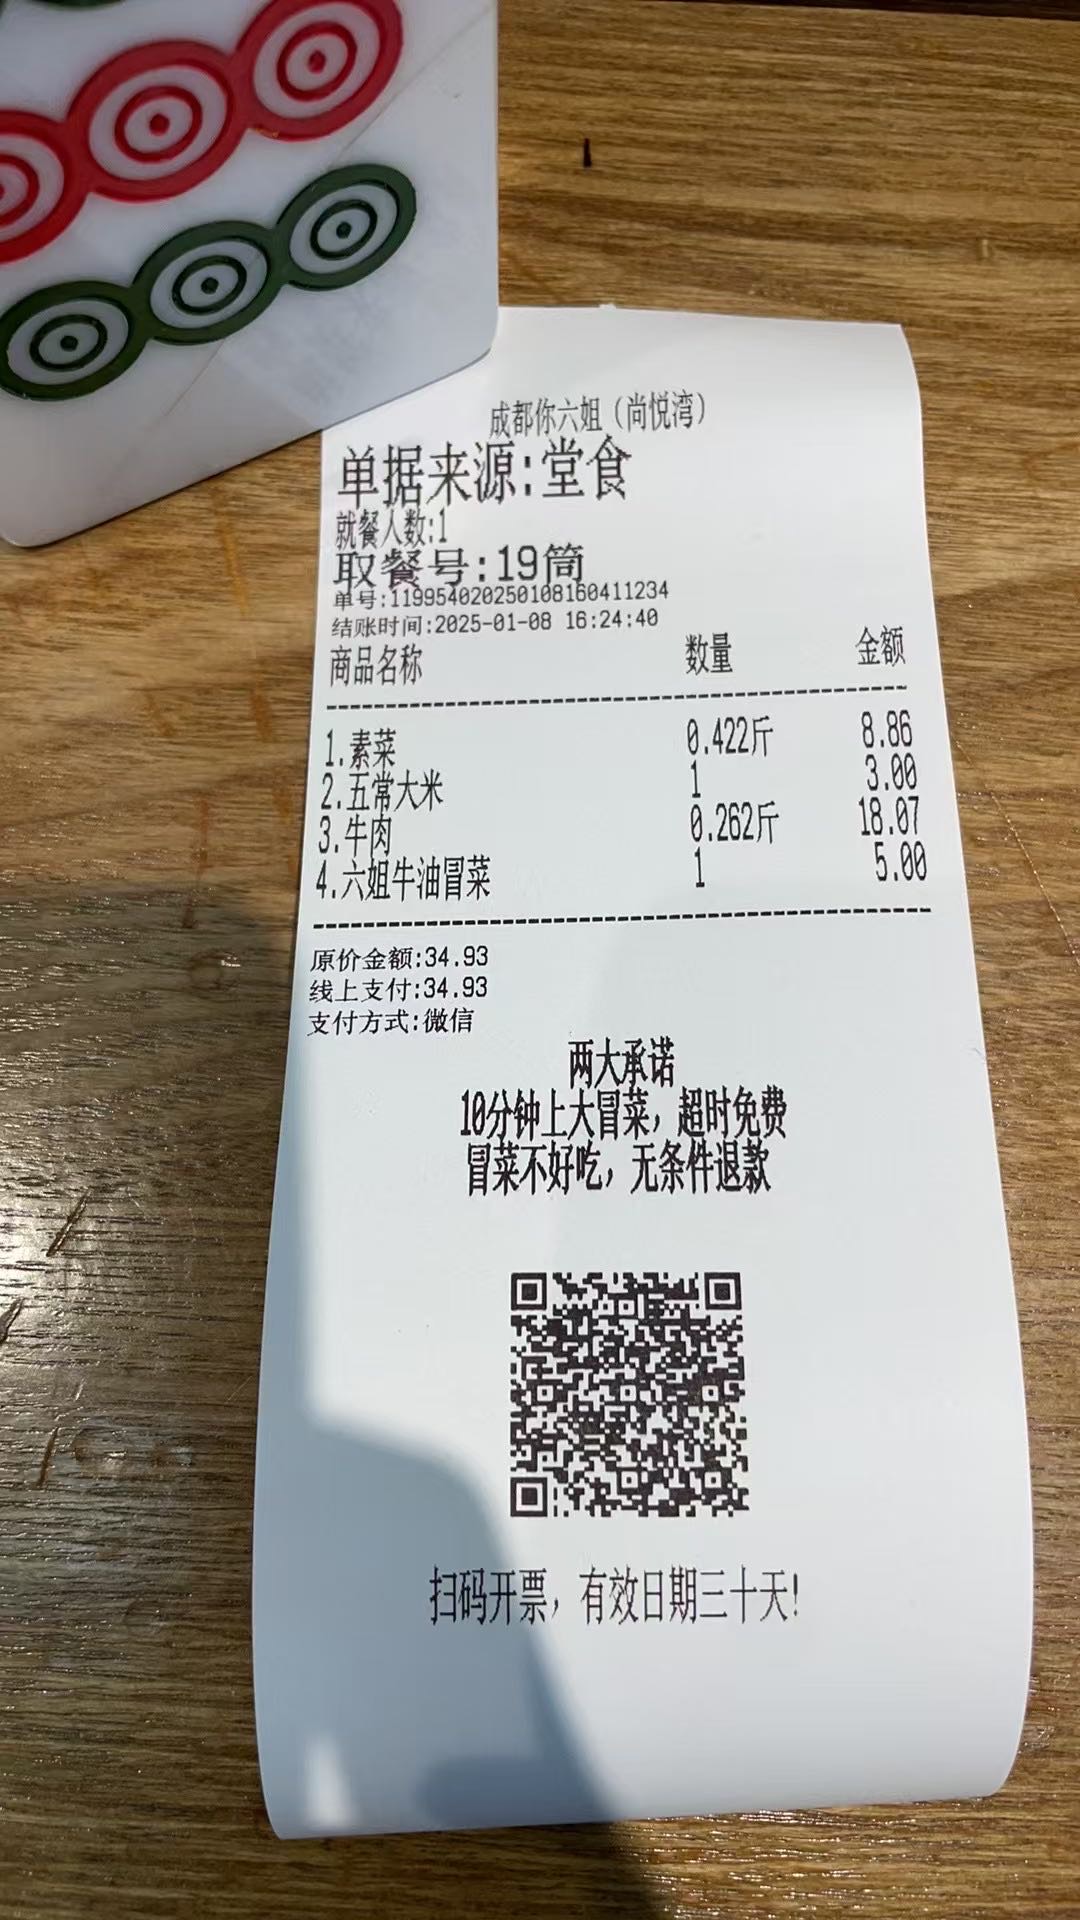 成都你六姐（尚悦湾）
单据来源:堂食
就餐人数:1
取餐号:19筒
单号:119954020250108160411234
结账时间:2025-01-08 16:24:40
商品名称 数量 金额
1.素菜 0.422斤 8.86
2.五常大米 1 3.00
3.牛肉 0.262斤 18.07
4.六姐牛油冒菜 1 5.00
原价金额:34.93
线上支付:34.93
支付方式:微信
两大承诺
10分钟上大冒菜，超时免费
冒菜不好吃，无条件退款
扫码开票，有效日期三十天!